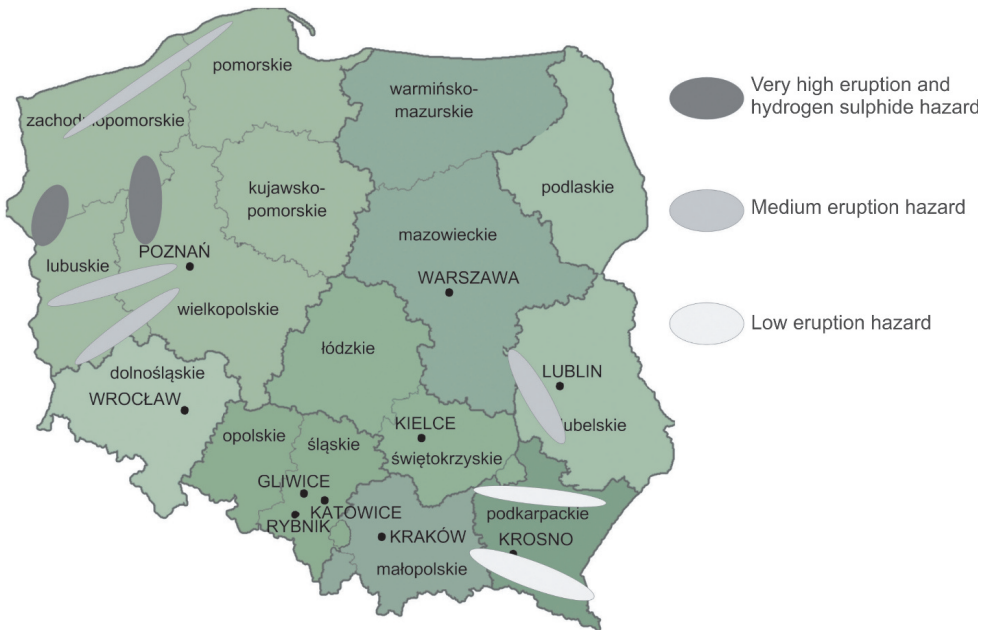 pomorskie
warmińsko-
mazurskie
zachodniopomorskie
podlaskie
kujawsko-
pomorskie
mazowieckie
POZNAŃ
lubuskie
WARSZAWA
wielkopolskie
łódzkie
dolnośląskie
WROCŁAW
LUBLIN
lubelskie
opolskie
śląskie
KIELCE
świętokrzyskie
GLIWICE
KATOWICE
RYBNIK
KRAKÓW
małopolskie
podkarpackie
KROSNO
Very high eruption and
hydrogen sulphide hazard
Medium eruption hazard
Low eruption hazard